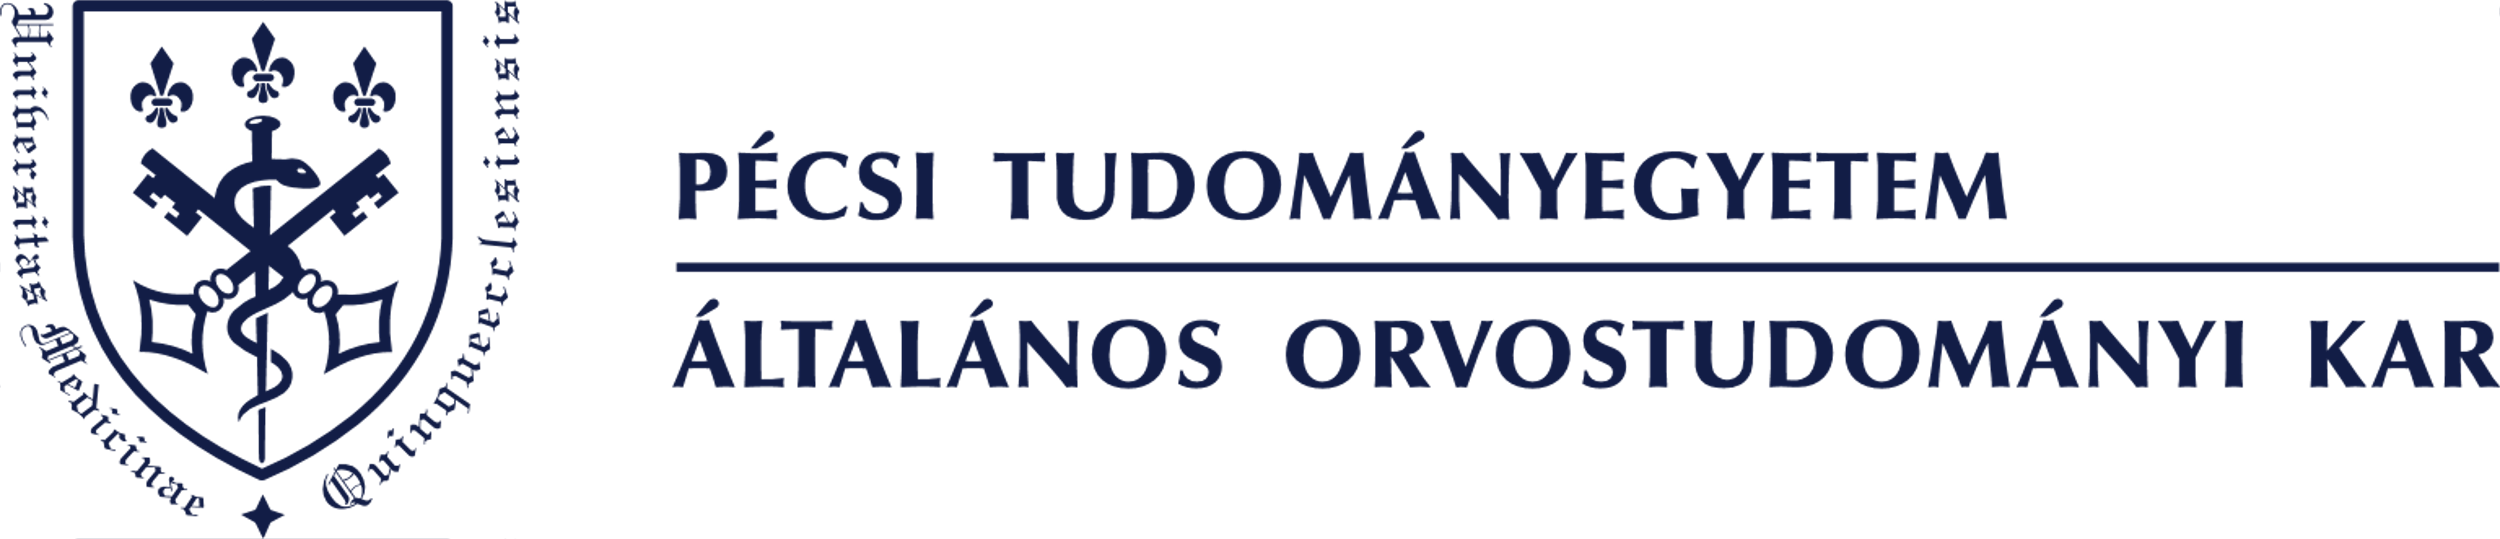 Universitas Medicinae Quinqueecclesiensis
PÉCSI TUDOMÁNYEGYETEM
ÁLTALÁNOS ORVOSTUDOMÁNYI KAR